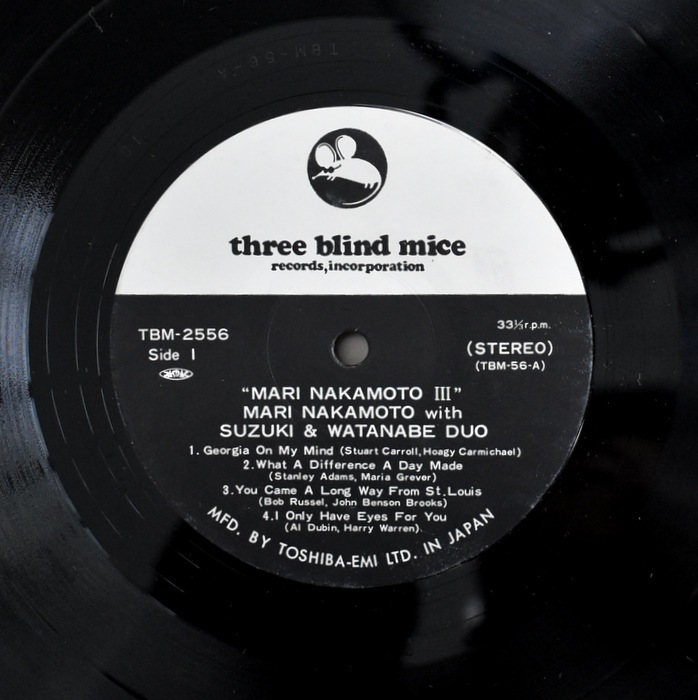 TBM-56-A
three blind mice
records,incorporation
TBM-2556
Side 1
33⅓r.p.m.
(STEREO)
(TBM-56-A)
"MARI NAKAMOTO III"
MARI NAKAMOTO with
SUZUKI & WATANABE DUO
1. Georgia On My Mind (Stuart Carroll,Hoagy Carmichael)
2.What A Difference A Day Made
(Stanley Adams, Maria Grever)
3.You Came A Long Way From St.Louis
(Bob Russel, John Benson Brooks)
4.I Only Have Eyes For You
(Al Dubin, Harry Warren)
MFD. BY TOSHIBA-EMI LTD. IN JAPAN